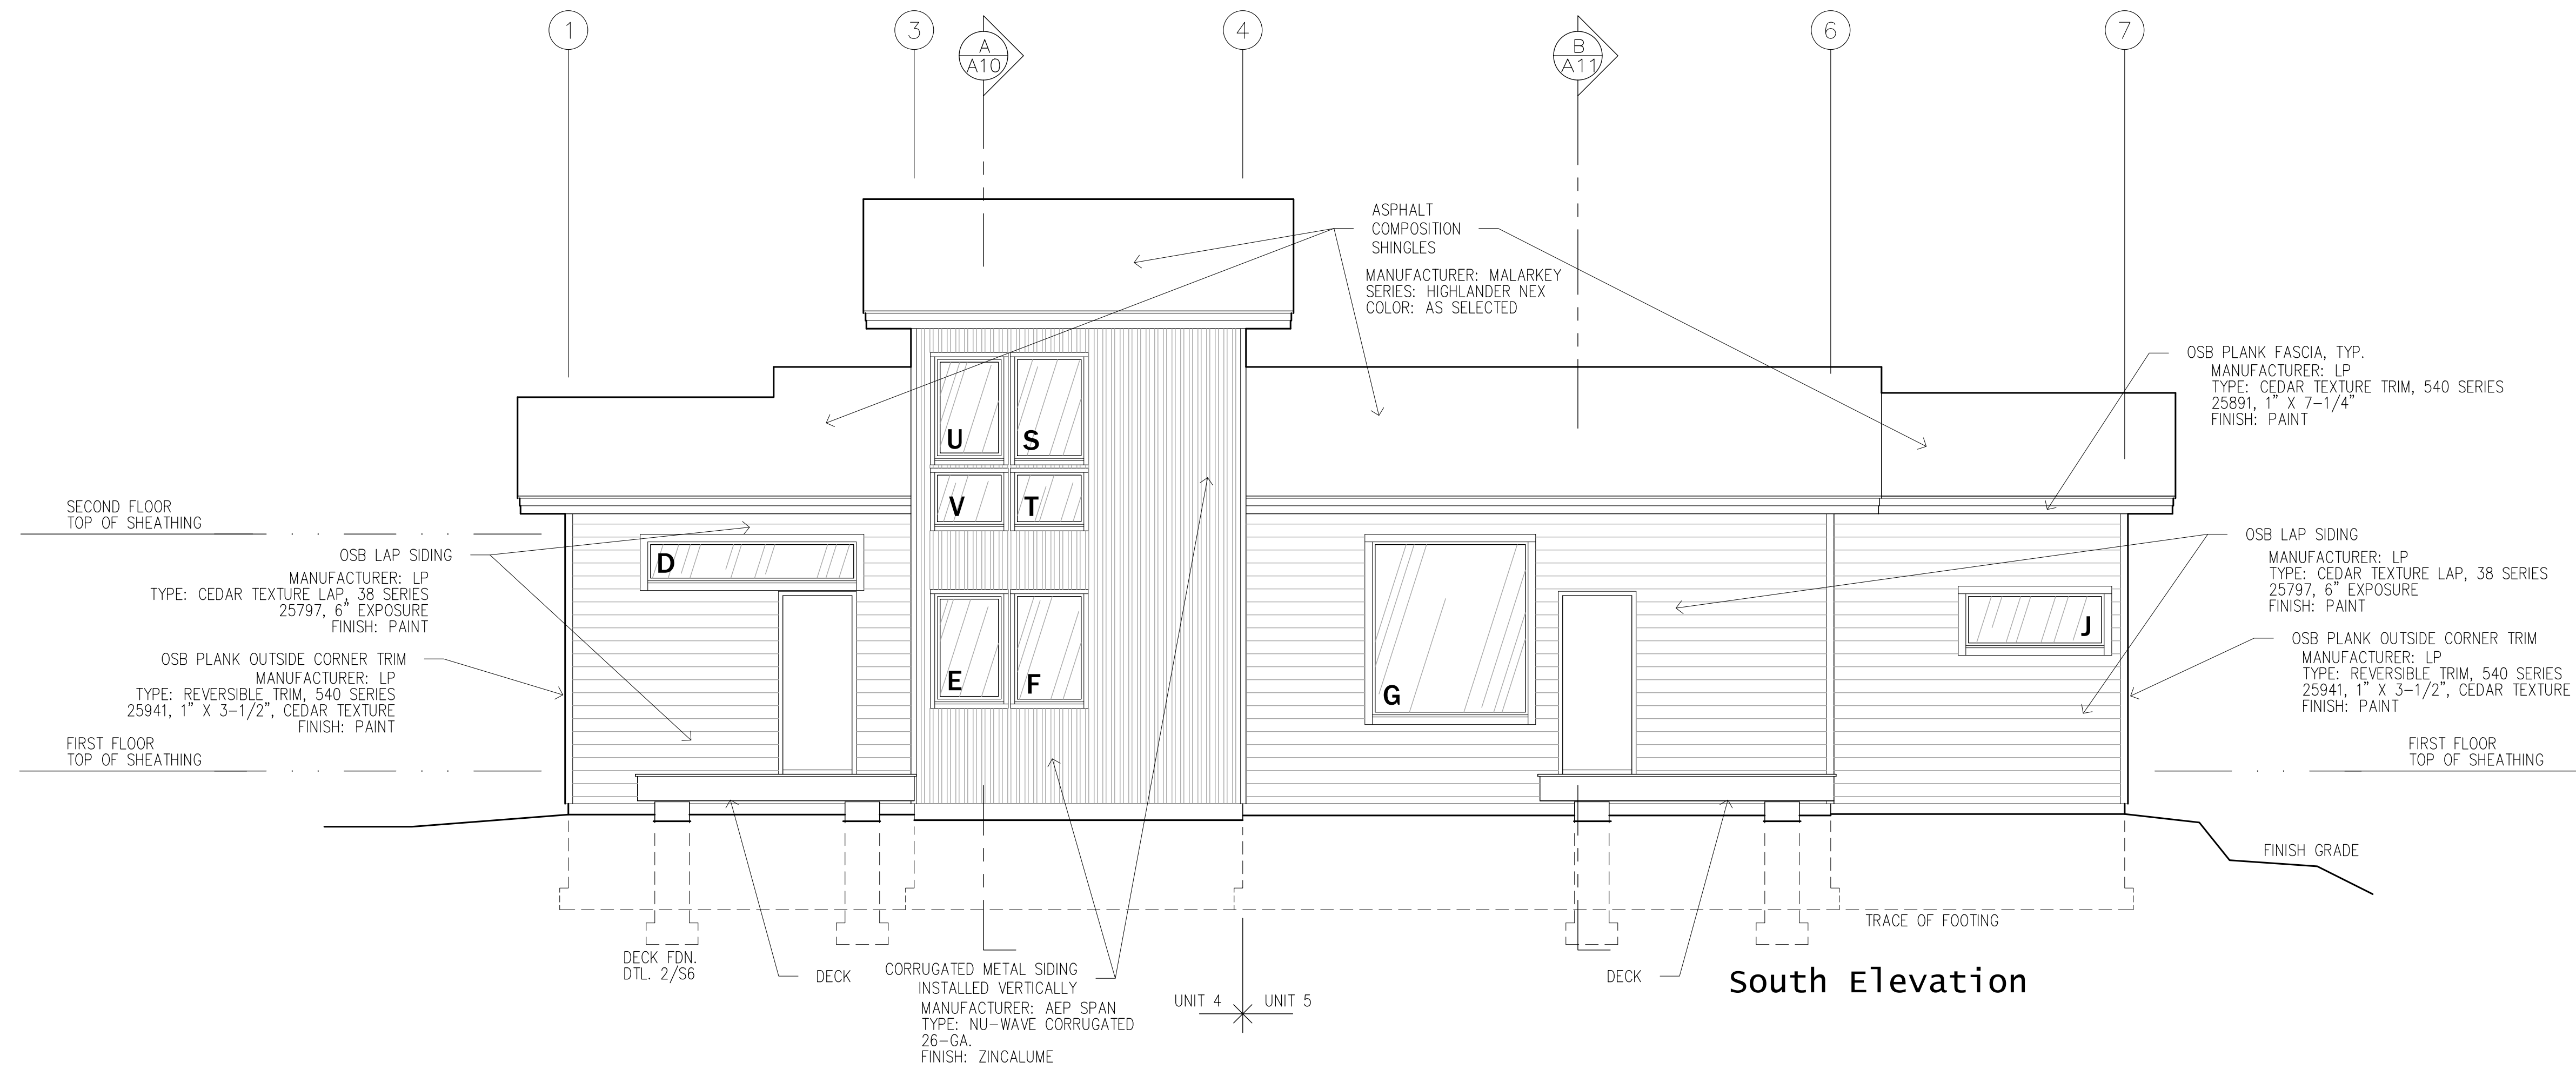 1
3
4
6
7
A
A10
B
A11
ASPHALT
COMPOSITION
SHINGLES
MANUFACTURER: MALARKEY
SERIES: HIGHLANDER NEX
COLOR: AS SELECTED
OSB PLANK FASCIA, TYP.
MANUFACTURER: LP
TYPE: CEDAR TEXTURE TRIM, 540 SERIES
25891, 1” X 7-1/4”
FINISH: PAINT
U
S
V
T
SECOND FLOOR
TOP OF SHEATHING
OSB LAP SIDING
MANUFACTURER: LP
TYPE: CEDAR TEXTURE LAP, 38 SERIES
25797, 6” EXPOSURE
FINISH: PAINT
OSB PLANK OUTSIDE CORNER TRIM
MANUFACTURER: LP
TYPE: REVERSIBLE TRIM, 540 SERIES
25941, 1” X 3-1/2”, CEDAR TEXTURE
FINISH: PAINT
FIRST FLOOR
TOP OF SHEATHING
D
E
F
G
J
OSB LAP SIDING
MANUFACTURER: LP
TYPE: CEDAR TEXTURE LAP, 38 SERIES
25797, 6” EXPOSURE
FINISH: PAINT
OSB PLANK OUTSIDE CORNER TRIM
MANUFACTURER: LP
TYPE: REVERSIBLE TRIM, 540 SERIES
25941, 1” X 3-1/2”, CEDAR TEXTURE
FINISH: PAINT
FIRST FLOOR
TOP OF SHEATHING
FINISH GRADE
TRACE OF FOOTING
DECK FDN.
DTL. 2/S6
DECK
CORRUGATED METAL SIDING
INSTALLED VERTICALLY
MANUFACTURER: AEP SPAN
TYPE: NU-WAVE CORRUGATED
26-GA.
FINISH: ZINCALUME
UNIT 4
UNIT 5
DECK
South Elevation